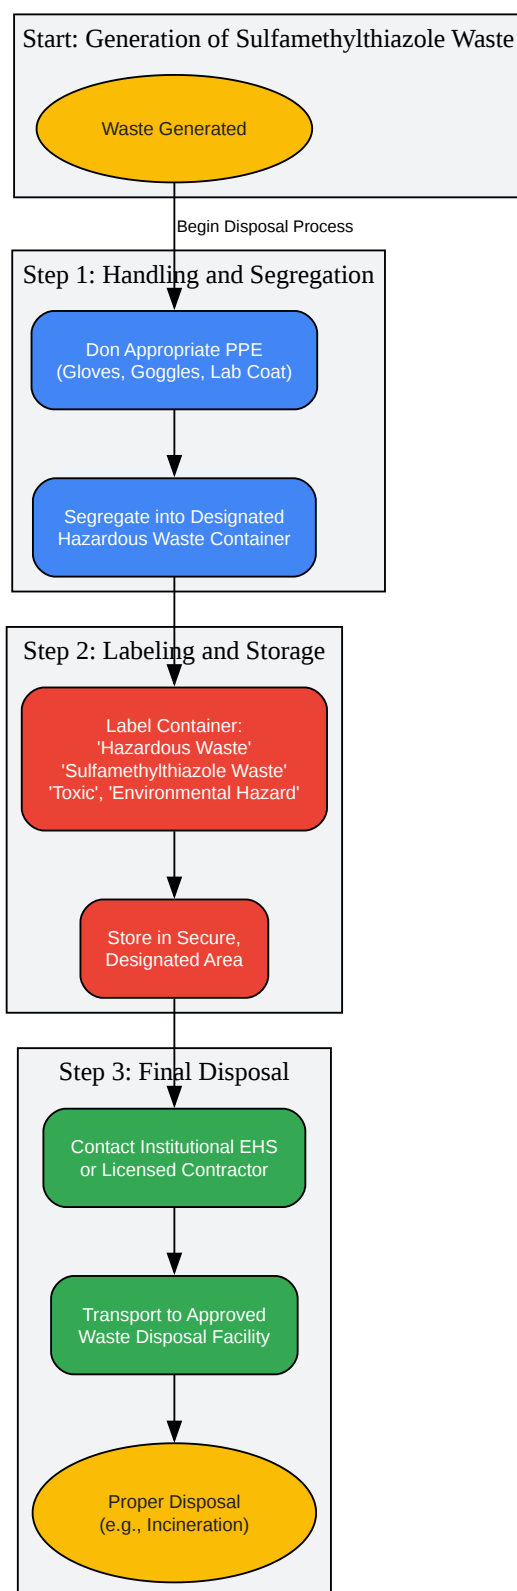 Start: Generation of Sulfamethylthiazole Waste
Waste Generated
Begin Disposal Process
Step 1: Handling and Segregation
Don Appropriate PPE
(Gloves, Goggles, Lab Coat)
Segregate into Designated
Hazardous Waste Container
Step 2: Labeling and Storage
Label Container:
'Hazardous Waste'
'Sulfamethylthiazole Waste'
'Toxic', 'Environmental Hazard'
Store in Secure,
Designated Area
Step 3: Final Disposal
Contact Institutional EHS
or Licensed Contractor
Transport to Approved
Waste Disposal Facility
Proper Disposal
(e.g., Incineration)